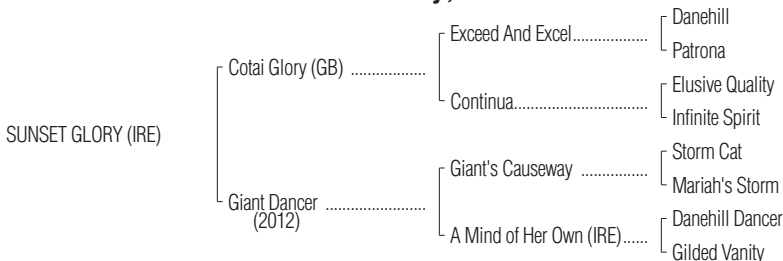 Danehill
Exceed And Excel..................
Patrona
Cotai Glory (GB) ..................
Elusive Quality
Continua................................
Infinite Spirit
SUNSET GLORY (IRE)
Storm Cat
Giant's Causeway ................
Mariah's Storm
Giant Dancer .......................
(2012)
Danehill Dancer
A Mind of Her Own (IRE)......
Gilded Vanity